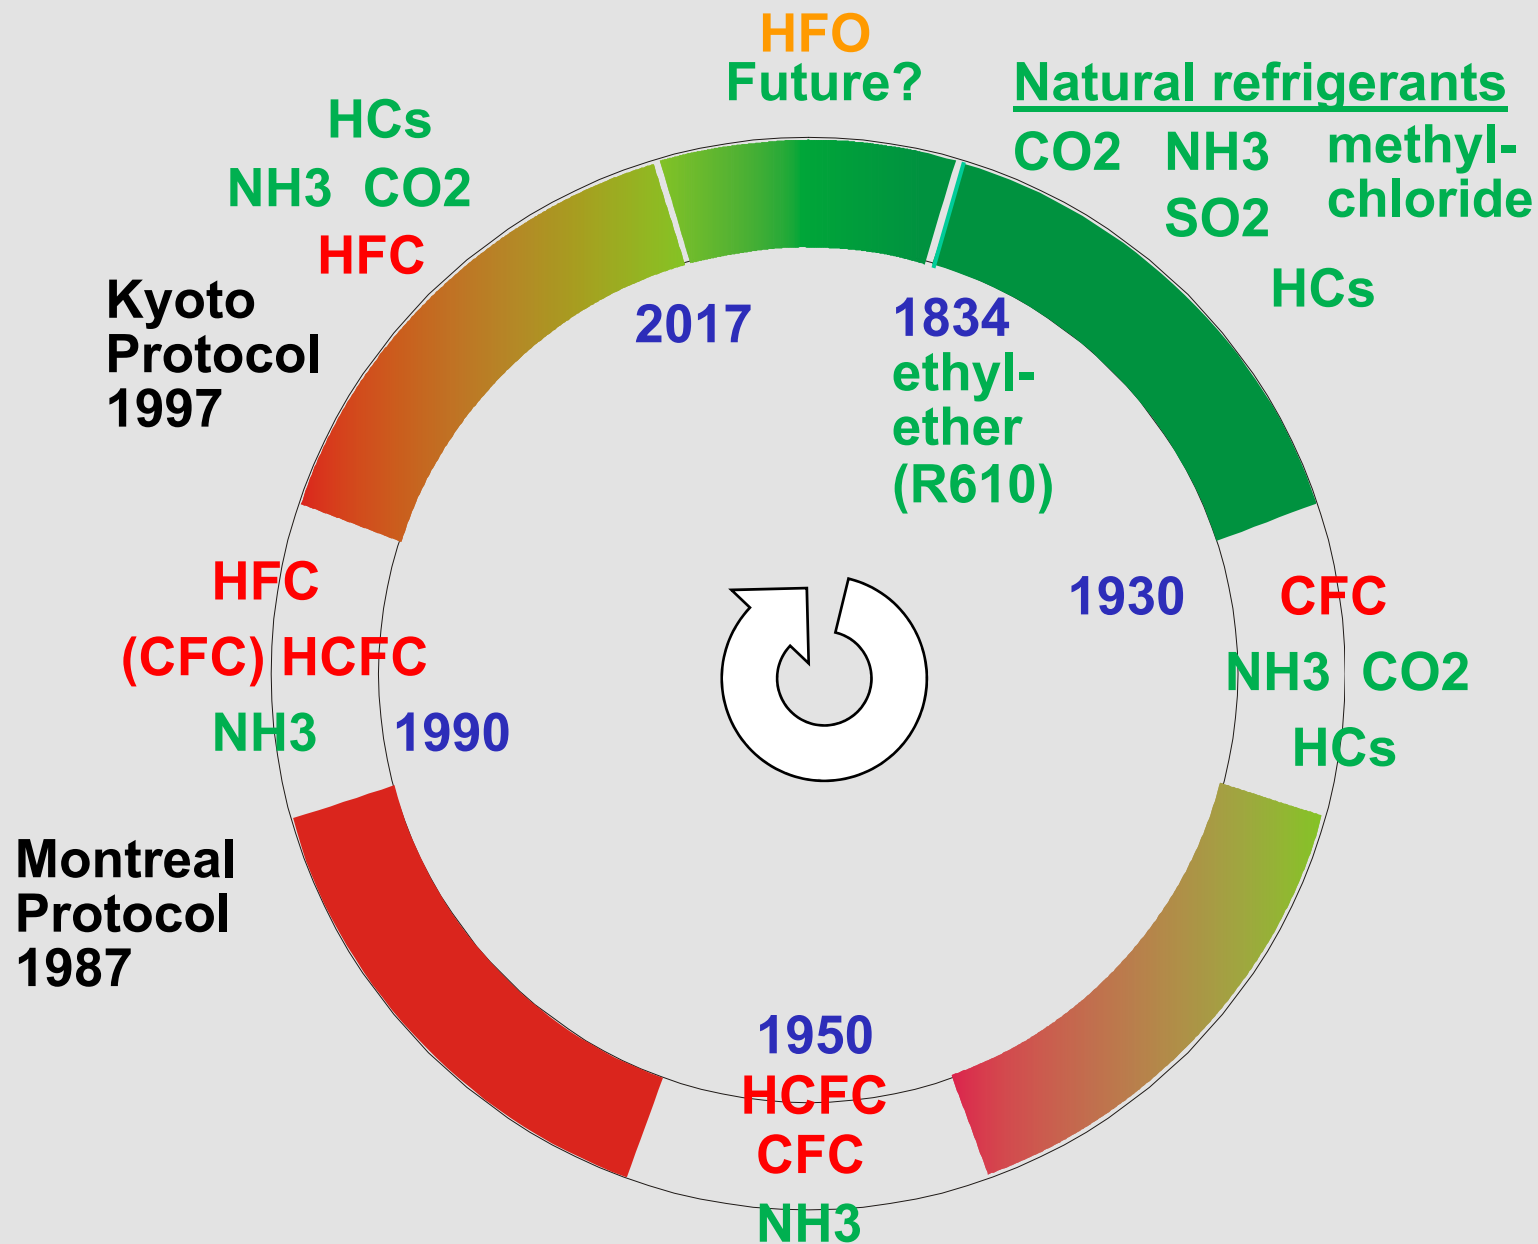 HFO
Future?
Natural refrigerants
CO2 NH3 methyl-
SO2 chloride
HCs
HCs
NH3 CO2
HFC
Kyoto
Protocol
1997
2017
1834
ethyl-
ether
(R610)
1930
CFC
NH3 CO2
HCs
HFC
(CFC) HCFC
NH3
1990
Montreal
Protocol
1987
1950
HCFC
CFC
NH3